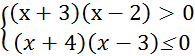 (x + 3)(x − 2) > 0
(x + 4)(x − 3) ≤ 0